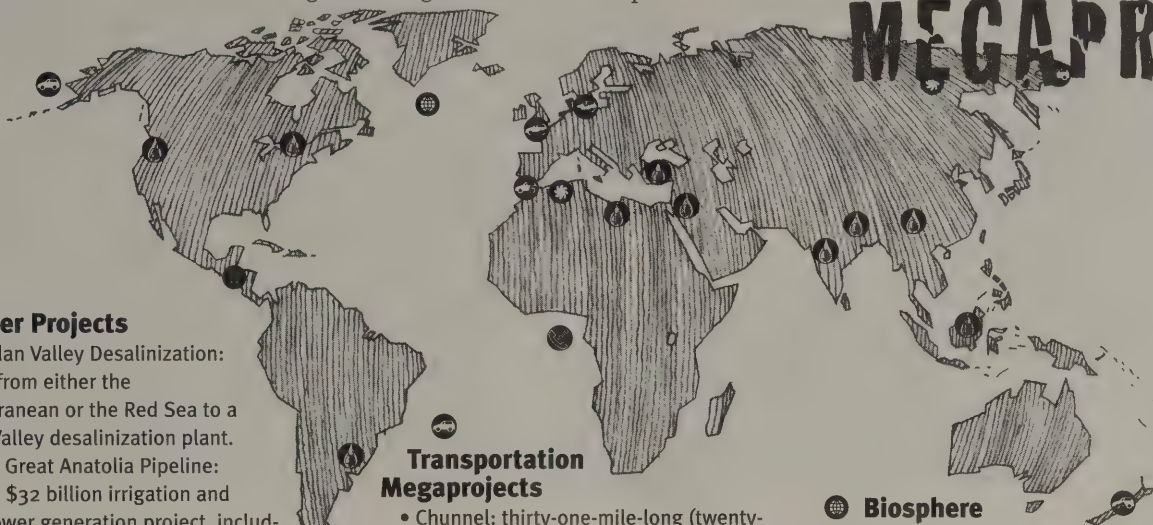 MEGAPR
er Projects
lan Valley Desalinization:
from either the
ranean or the Red Sea to a
Valley desalinization plant.
Great Anatolia Pipeline:
$32 billion irrigation and
wer generation project, includ-
Transportation
Megaprojects
• Chunnel: thirty-one-mile-long (twenty-
Biosphere